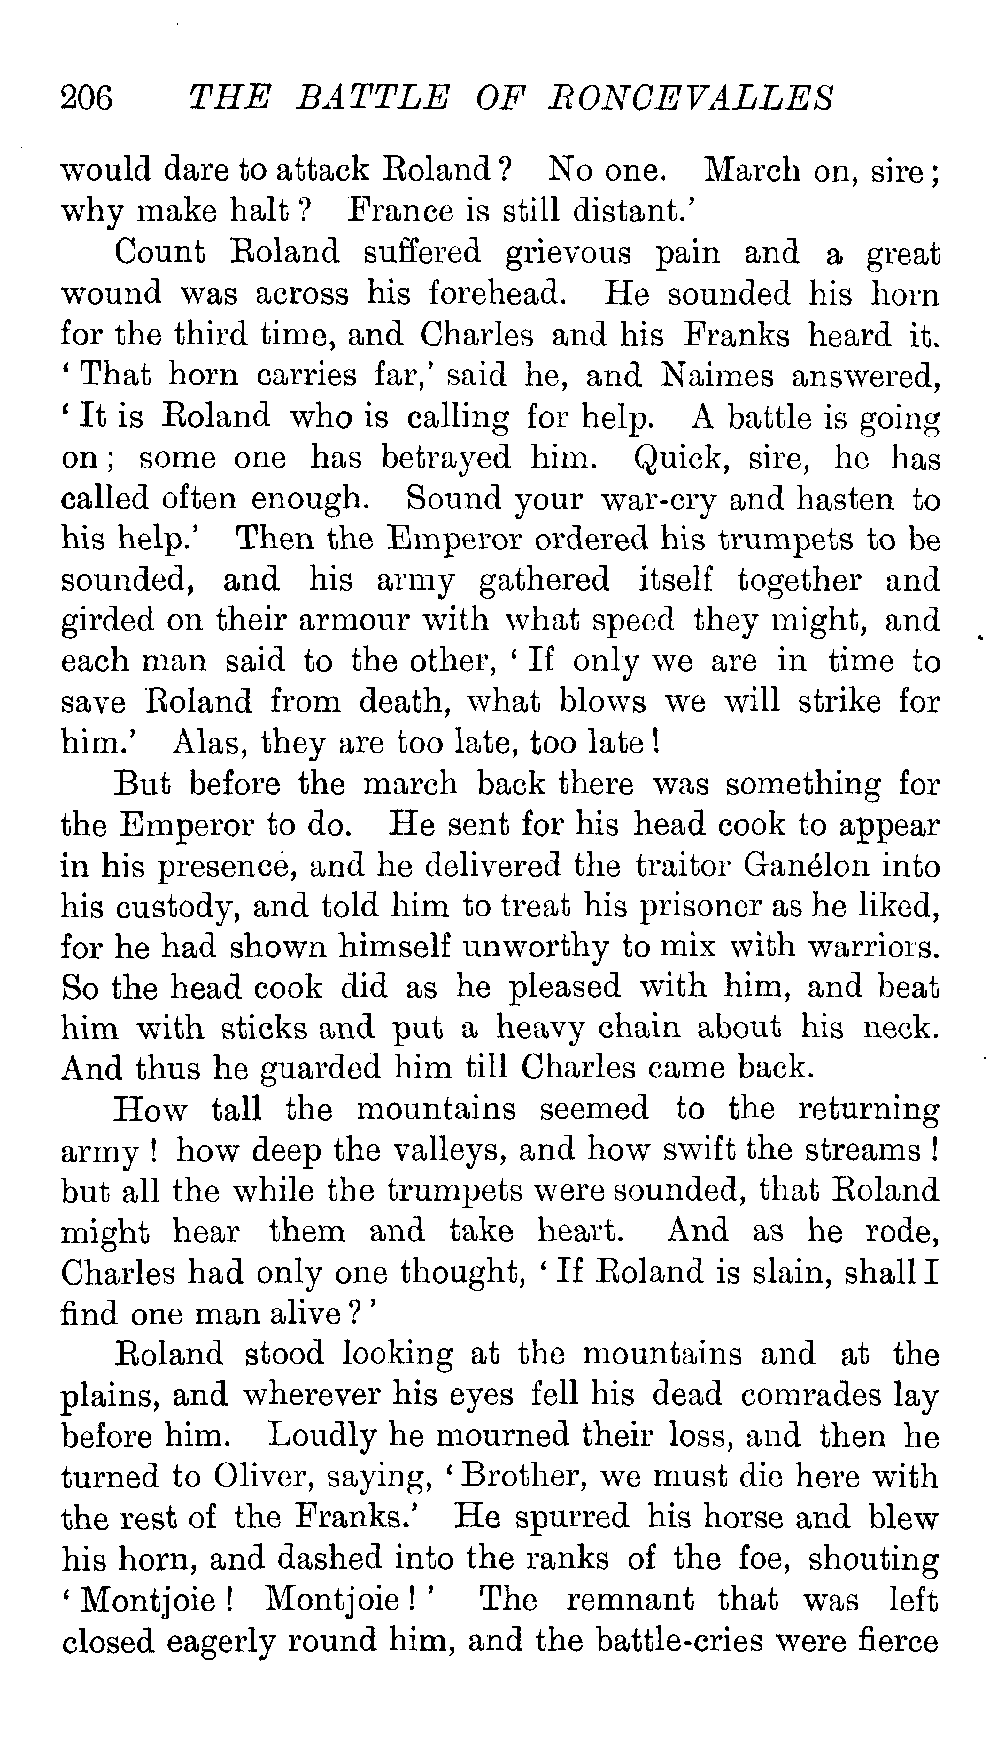 206 THE BATTLE OF RONCEVALLES
would dare to attack Roland? No one. March on, sire;
why make halt? France is still distant.'
Count Roland suffered grievous pain and a great
wound was across his forehead. He sounded his horn
for the third time, and Charles and his Franks heard it.
'That horn carries far,' said he, and Naimes answered,
'It is Roland who is calling for help. A battle is going
on; some one has betrayed him. Quick, sire, he has
called often enough. Sound your war-cry and hasten to
his help.' Then the Emperor ordered his trumpets to be
sounded, and his army gathered itself together and
girded on their armour with what speed they might, and
each man said to the other, 'If only we are in time to
save Roland from death, what blows we will strike for
him.' Alas, they are too late, too late!
But before the march back there was something for
the Emperor to do. He sent for his head cook to appear
in his presence, and he delivered the traitor Ganélon into
his custody, and told him to treat his prisoner as he liked,
for he had shown himself unworthy to mix with warriors.
So the head cook did as he pleased with him, and beat
him with sticks and put a heavy chain about his neck.
And thus he guarded him till Charles came back.
How tall the mountains seemed to the returning
army! how deep the valleys, and how swift the streams!
but all the while the trumpets were sounded, that Roland
might hear them and take heart. And as he rode,
Charles had only one thought, 'If Roland is slain, shall I
find one man alive?'
Roland stood looking at the mountains and at the
plains, and wherever his eyes fell his dead comrades lay
before him. Loudly he mourned their loss, and then he
turned to Oliver, saying, 'Brother, we must die here with
the rest of the Franks.' He spurred his horse and blew
his horn, and dashed into the ranks of the foe, shouting
'Montjoie! Montjoie!' The remnant that was left
closed eagerly round him, and the battle-cries were fierce